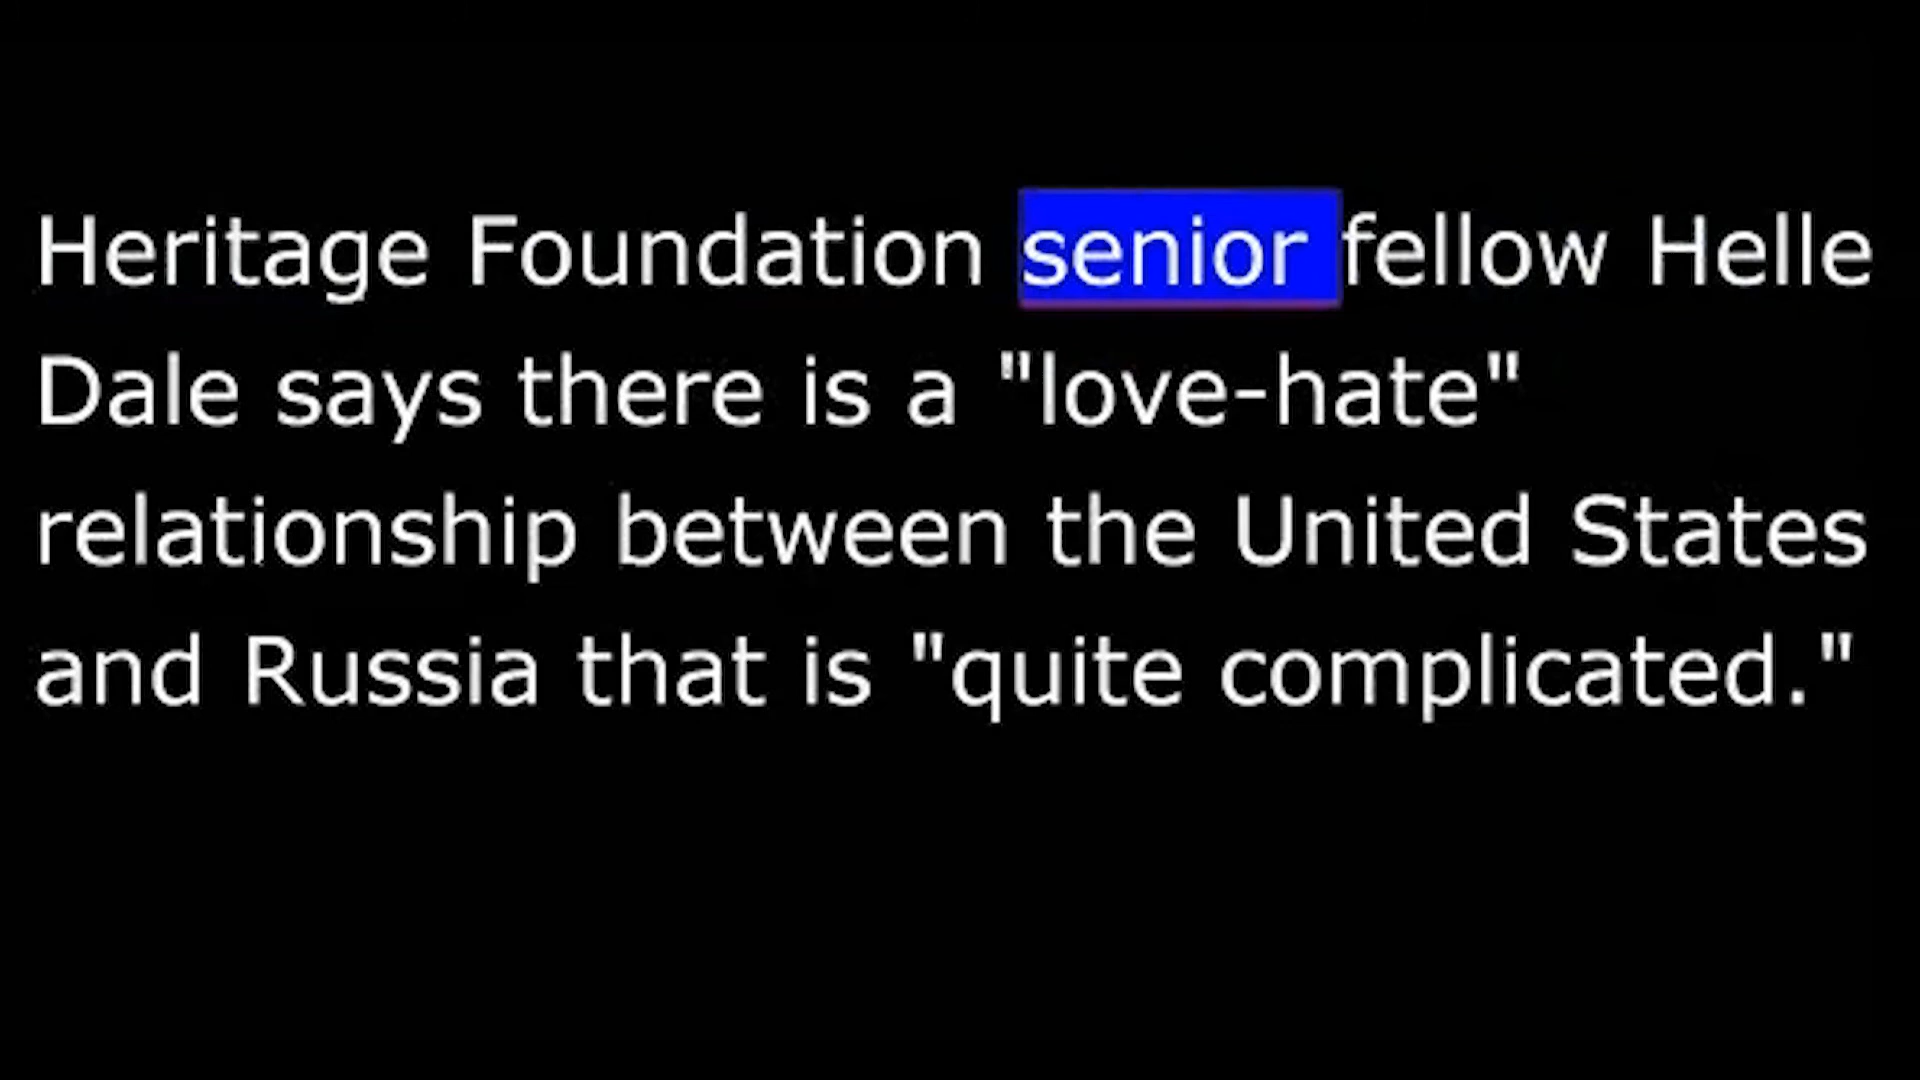 Heritage Foundation senior fellow Helle
Dale says there is a "love-hate"
relationship between the United States
and Russia that is "quite complicated."